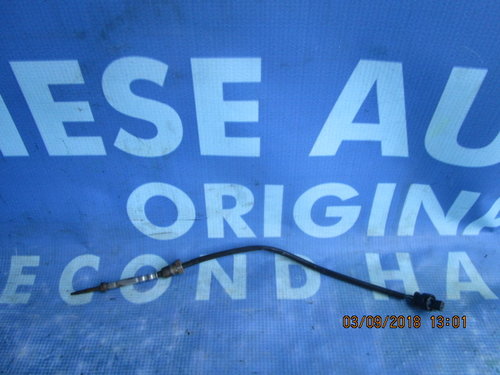 IESE AU
ORIGINA
ECOND HA
03/09/2018 13:01